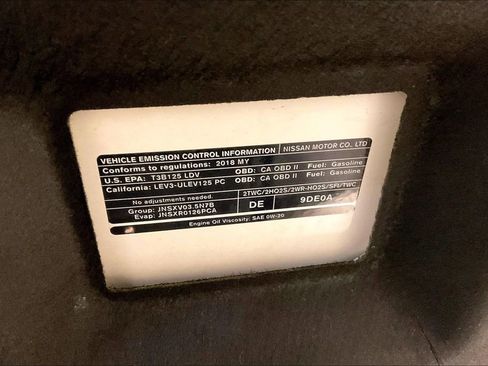 VEHICLE EMISSION CONTROL INFORMATION NISSAN MOTOR CO., LTD
Conforms to regulations: 2018 MY
U.S. EPA: T3B125 LDV OBD: CA OBD II Fuel: Gasoline
California: LEV3-ULEV125 PC OBD: CA OBD II Fuel: Gasoline
No adjustments needed. 2TWC/2HO2S/2WR-HO2S/SFI/TWC
Group: JNSXV03.5N7B DE 9DE0A
Evap: JNSXR0126PCA
Engine Oil Viscosity: SAE 0W-20